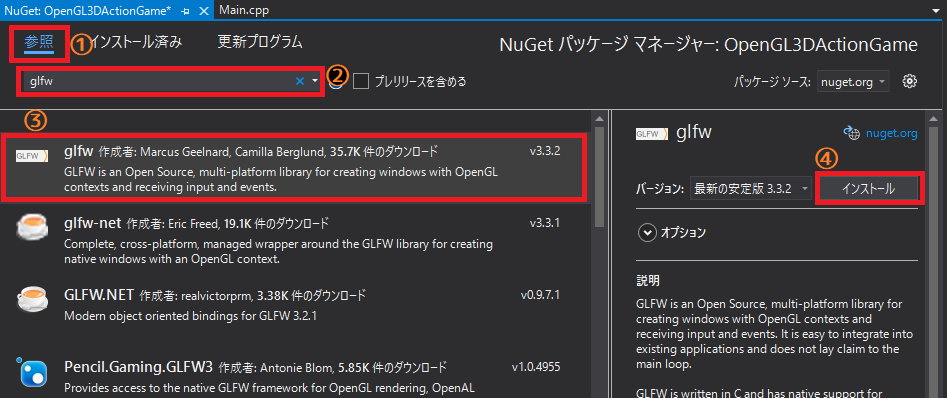 NuGet: OpenGL3DActionGame*
Main.cpp
参照
①
インストール済み
更新プログラム
NuGet パッケージ マネージャー: OpenGL3DActionGame
glfw
②
プレリリースを含める
パッケージ ソース:
nuget.org
③
GLFW
glfw 作成者: Marcus Geelnard, Camilla Berglund, 35.7K 件のダウンロード
v3.3.2
GLFW is an Open Source, multi-platform library for creating windows with OpenGL
contexts and receiving input and events.
glfw-net 作成者: Eric Freed, 19.1K 件のダウンロード
v3.3.1
Complete, cross-platform, managed wrapper around the GLFW library for creating
native windows with an OpenGL context.
GLFW.NET 作成者: realvictorprm, 3.38K 件のダウンロード
v0.9.7.1
Modern object oriented bindings for GLFW 3.2.1
Pencil.Gaming.GLFW3 作成者: Antonie Blom, 5.85K 件のダウンロード
v1.0.4955
Provides access to the native GLFW framework for OpenGL rendering, OpenAL
GLFW
glfw
nuget.org
④
バージョン:
最新の安定版 3.3.2
インストール
オプション
説明
GLFW is an Open Source, multi-platform library for
creating windows with OpenGL contexts and
receiving input and events. It is easy to integrate into
existing applications and does not lay claim to the
main loop.
GLFW is written in C and has native support for